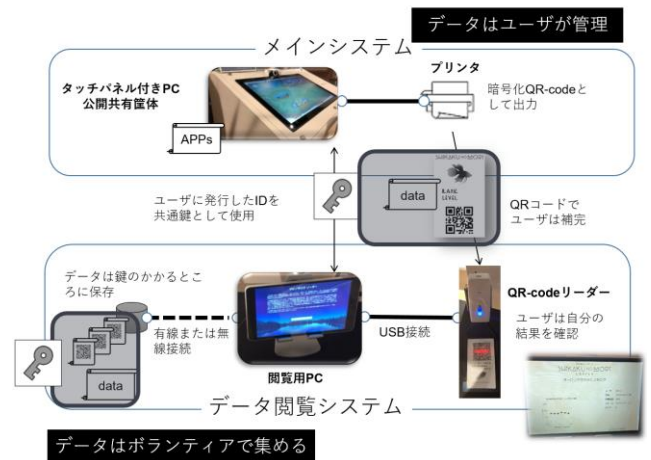 データはユーザが管理
メインシステム
タッチパネル付きPC
公開共有筐体
プリンタ
暗号化QR-codeと
して出力
APPs
data
ユーザに発行したIDを
共通鍵として使用
QRコードで
ユーザは補完
データは鍵のかかるとこ
ろに保存
QR-codeリーダー
有線または無
線接続
USB接続
ユーザは自分の
結果を確認
data
閲覧用PC
データ閲覧システム
データはボランティアで集める